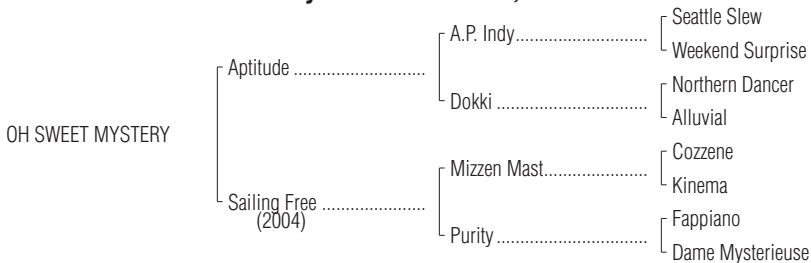 Seattle Slew
A.P. Indy
Weekend Surprise
Aptitude
Northern Dancer
Dokki
Alluvial
OH SWEET MYSTERY
Cozzene
Mizzen Mast
Kinema
Sailing Free
(2004)
Fappiano
Purity
Dame Mysterieuse